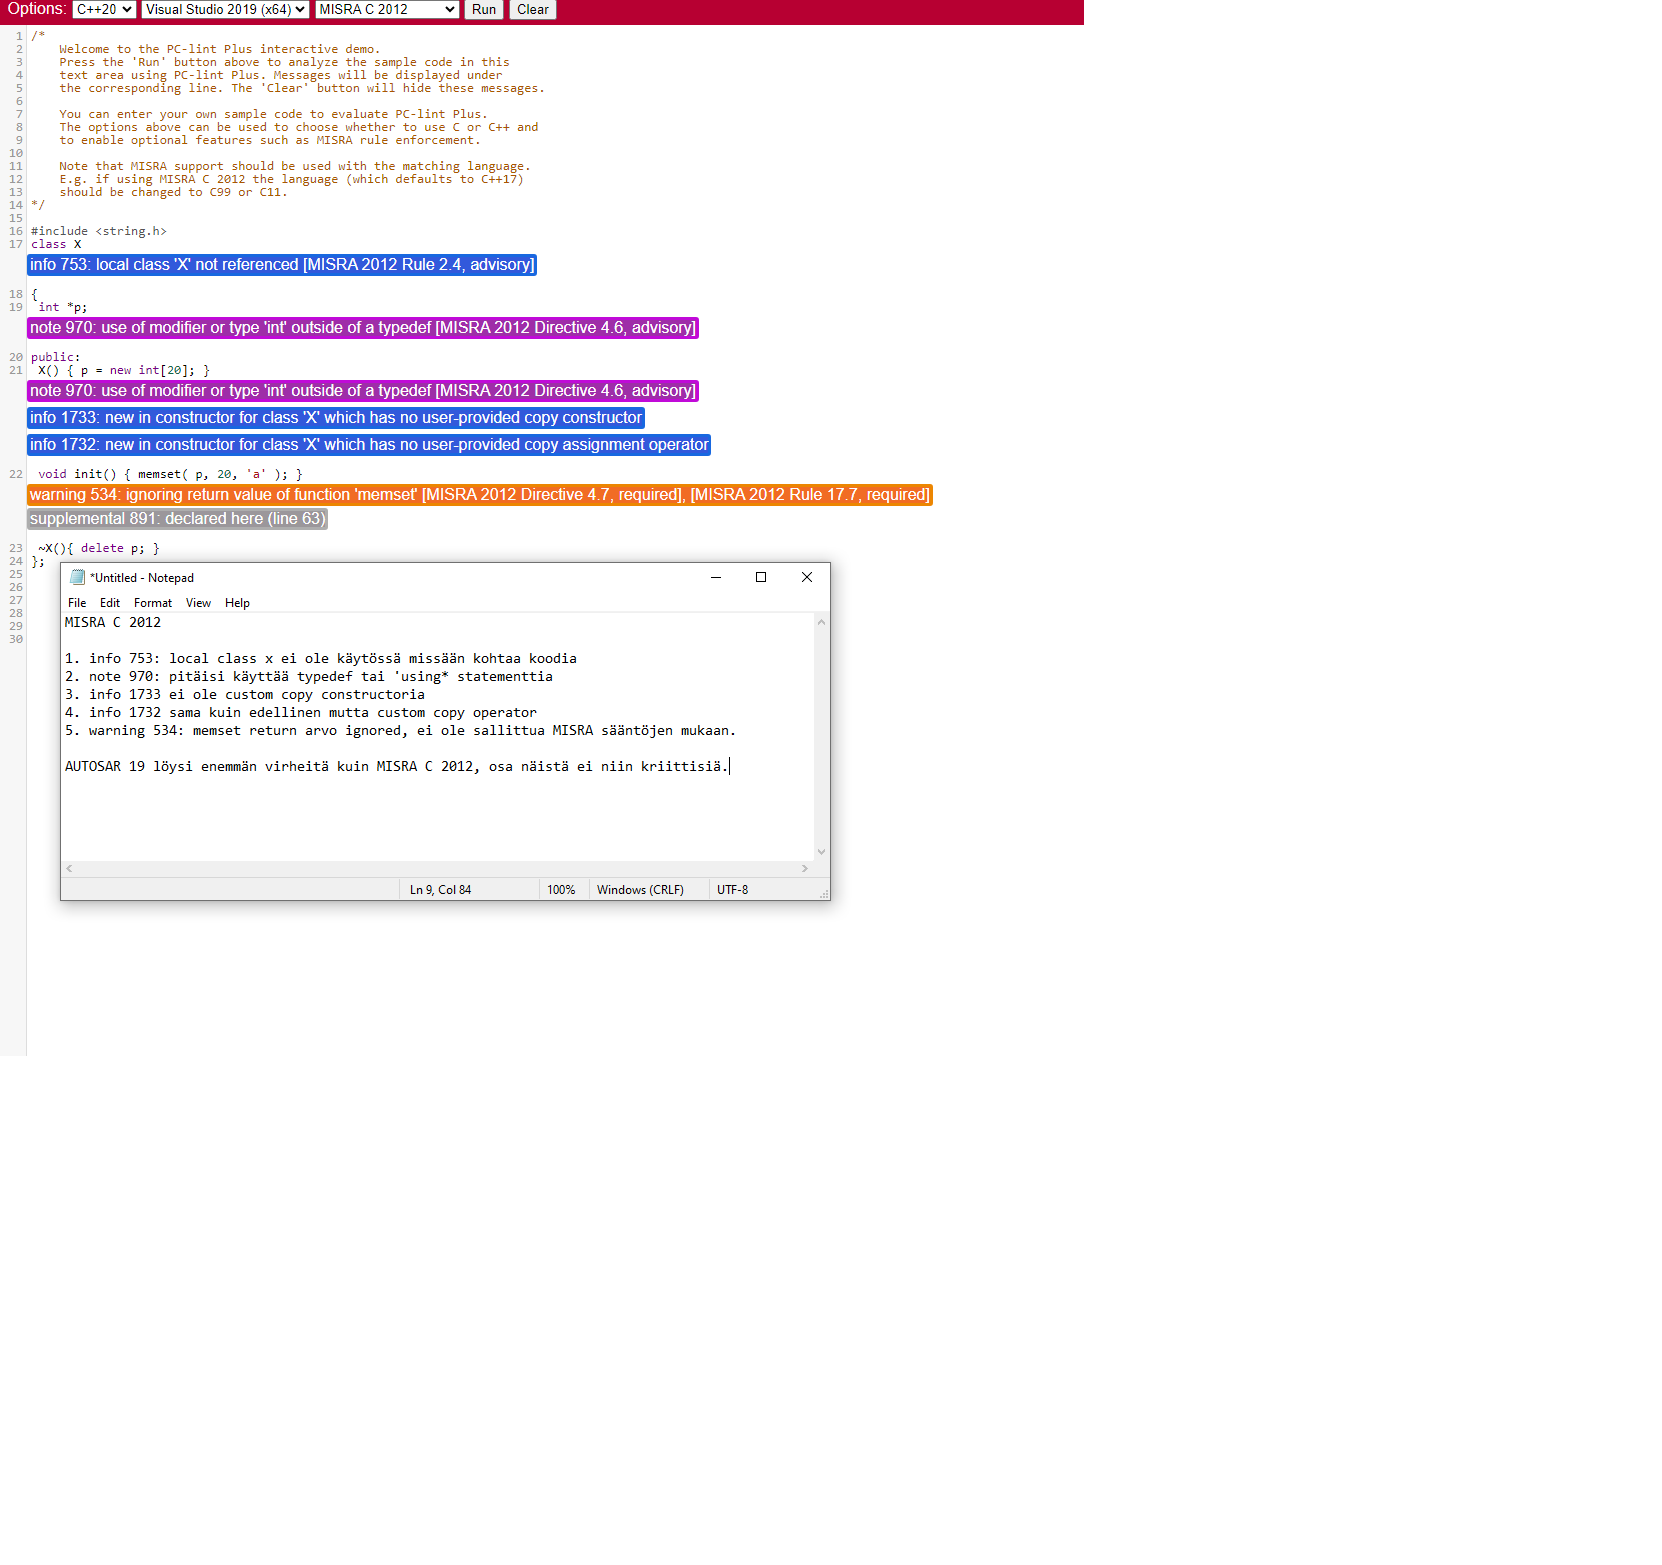 Options: C++20 Visual Studio 2019 (x64) MISRA C 2012 Run Clear
1 /*
2 Welcome to the PC-lint Plus interactive demo.
3 Press the 'Run' button above to analyze the sample code in this
4 text area using PC-lint Plus. Messages will be displayed under
5 the corresponding line. The 'Clear' button will hide these messages.
6
7 You can enter your own sample code to evaluate PC-lint Plus.
8 The options above can be used to choose whether to use C or C++ and
9 to enable optional features such as MISRA rule enforcement.
10
11 Note that MISRA support should be used with the matching language.
12 E.g. if using MISRA C 2012 the language (which defaults to C++17)
13 should be changed to C99 or C11.
14 */
15
16 #include <string.h>
17 class X
info 753: local class 'X' not referenced [MISRA 2012 Rule 2.4, advisory]
18 {
19 int *p;
note 970: use of modifier or type 'int' outside of a typedef [MISRA 2012 Directive 4.6, advisory]
20 public:
21 X() { p = new int[20]; }
note 970: use of modifier or type 'int' outside of a typedef [MISRA 2012 Directive 4.6, advisory]
info 1733: new in constructor for class 'X' which has no user-provided copy constructor
info 1732: new in constructor for class 'X' which has no user-provided copy assignment operator
22 void init() { memset( p, 20, 'a' ); }
warning 534: ignoring return value of function 'memset' [MISRA 2012 Directive 4.7, required], [MISRA 2012 Rule 17.7, required]
supplemental 891: declared here (line 63)
23 ~X(){ delete p; }
24 };
25
26
27
28
29
30
*Untitled - Notepad
File Edit Format View Help
MISRA C 2012
1. info 753: local class x ei ole käytössä missään kohtaa koodia
2. note 970: pitäisi käyttää typedef tai 'using* statementtia
3. info 1733 ei ole custom copy constructoria
4. info 1732 sama kuin edellinen mutta custom copy operator
5. warning 534: memset return arvo ignored, ei ole sallittua MISRA sääntöjen mukaan.
AUTOSAR 19 löysi enemmän virheitä kuin MISRA C 2012, osa näistä ei niin kriittisiä.
Ln 9, Col 84 100% Windows (CRLF) UTF-8